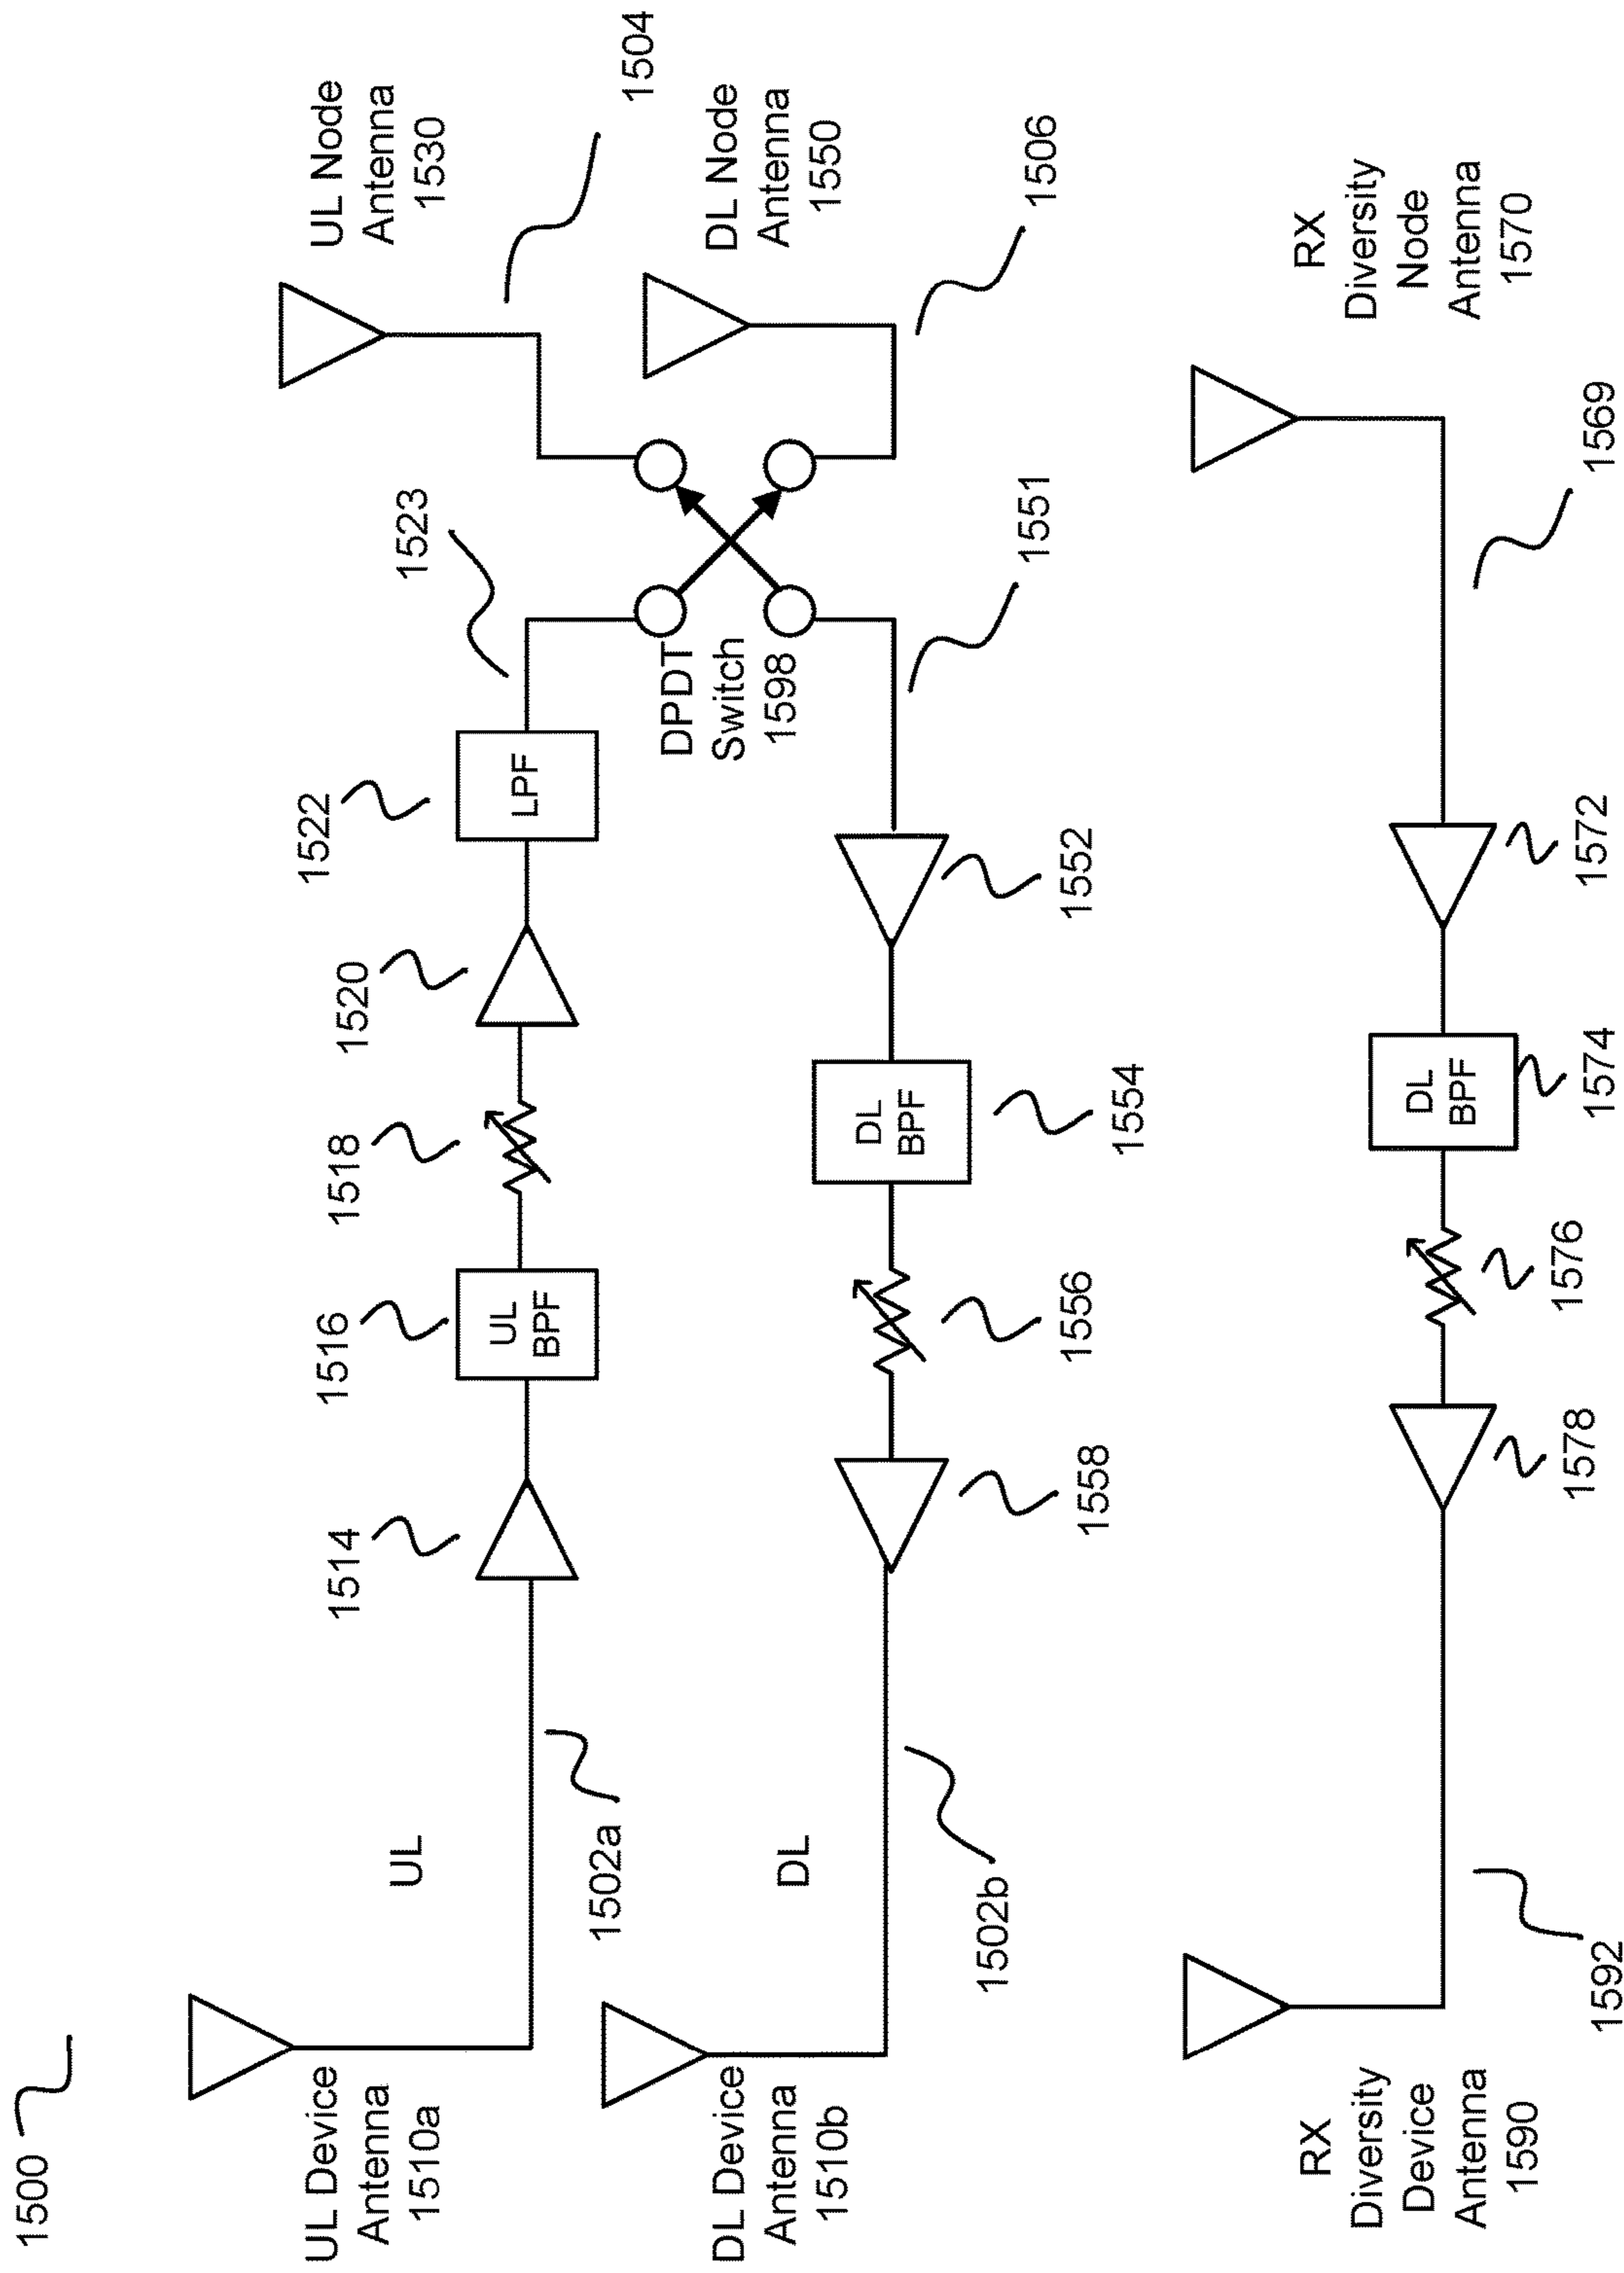 1500
UL Device
Antenna
1510a
UL
1502a
1514
1516
UL
BPF
1518
1520
1522
LPF
1523
UL Node
Antenna
1530
1504
DPDT
Switch
1598
DL Node
Antenna
1550
1506
DL Device
Antenna
1510b
DL
1502b
1558
1556
DL
BPF
1554
1552
1551
RX
Diversity
Device
Antenna
1590
1592
1578
1576
DL
BPF
1574
1572
1569
RX
Diversity
Node
Antenna
1570